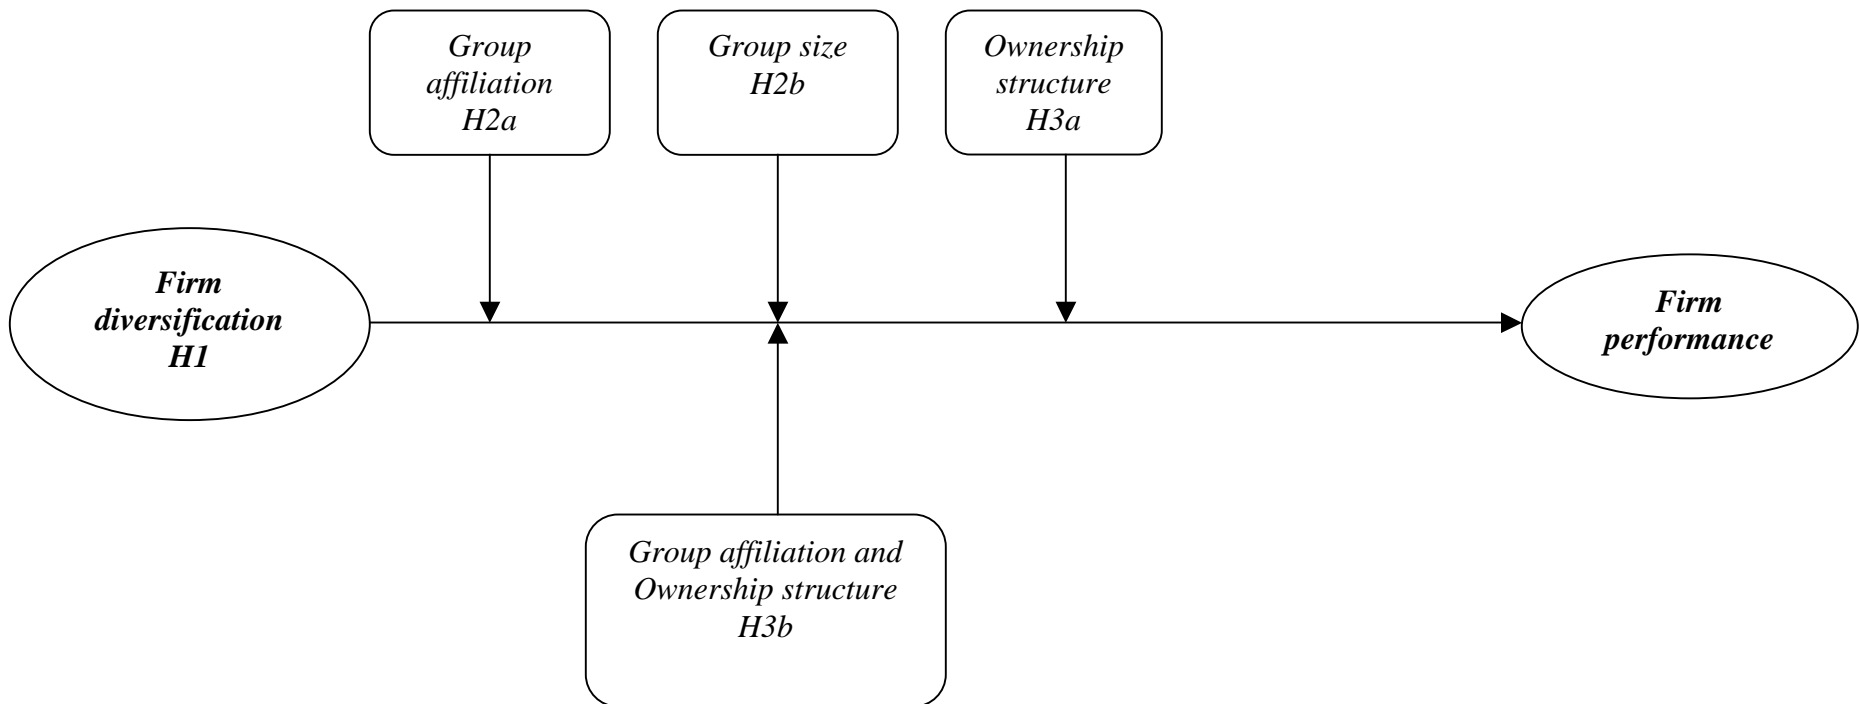 Group
affiliation
H2a
Group size
H2b
Ownership
structure
H3a
Firm
diversification
H1
Firm
performance
Group affiliation and
Ownership structure
H3b